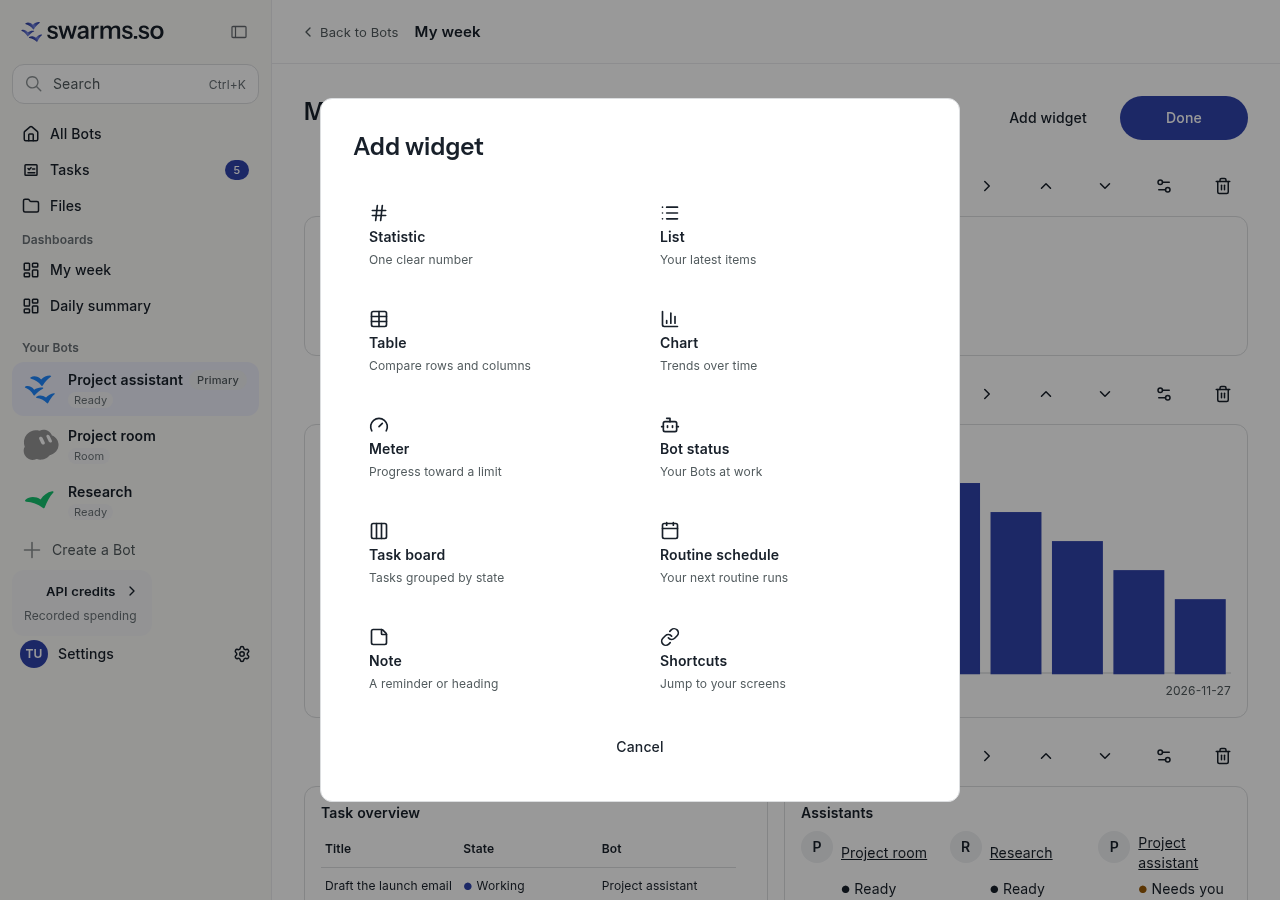 swarms.so
Search Ctrl+K
All Bots
Tasks 5
Files
Dashboards
My week
Daily summary
Your Bots
Project assistant Primary
Ready
Project room
Room
Research
Ready
Create a Bot
API credits
Recorded spending
TU Settings
Back to Bots My week
Add widget Done
Add widget
Statistic
One clear number
List
Your latest items
Table
Compare rows and columns
Chart
Trends over time
Meter
Progress toward a limit
Bot status
Your Bots at work
Task board
Tasks grouped by state
Routine schedule
Your next routine runs
Note
A reminder or heading
Shortcuts
Jump to your screens
Cancel
2026-11-27
Task overview
Title State Bot
Draft the launch email Working Project assistant
Assistants
P Project room
Ready
R Research
Ready
P Project
assistant
Needs you